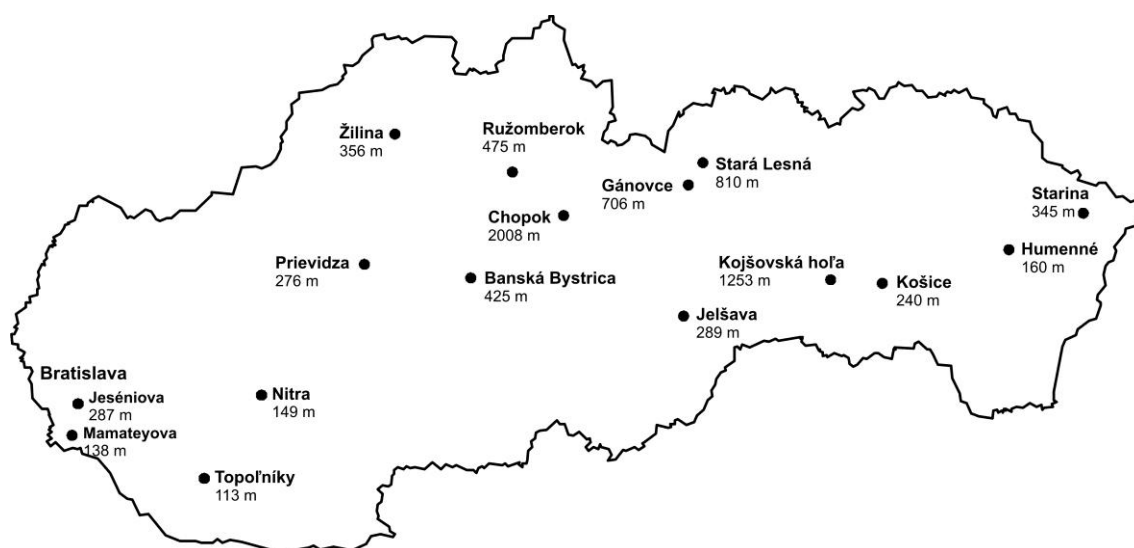 Žilina
356 m
Ružomberok
475 m
Stará Lesná
810 m
Gánovce
706 m
Starina
345 m
Chopok
2008 m
Humenné
160 m
Prievidza
276 m
Banská Bystrica
425 m
Kojšovská hoľa
1253 m
Košice
240 m
Jelšava
289 m
Bratislava
Jeséniova
287 m
Mamateyova
138 m
Nitra
149 m
Topoľníky
113 m